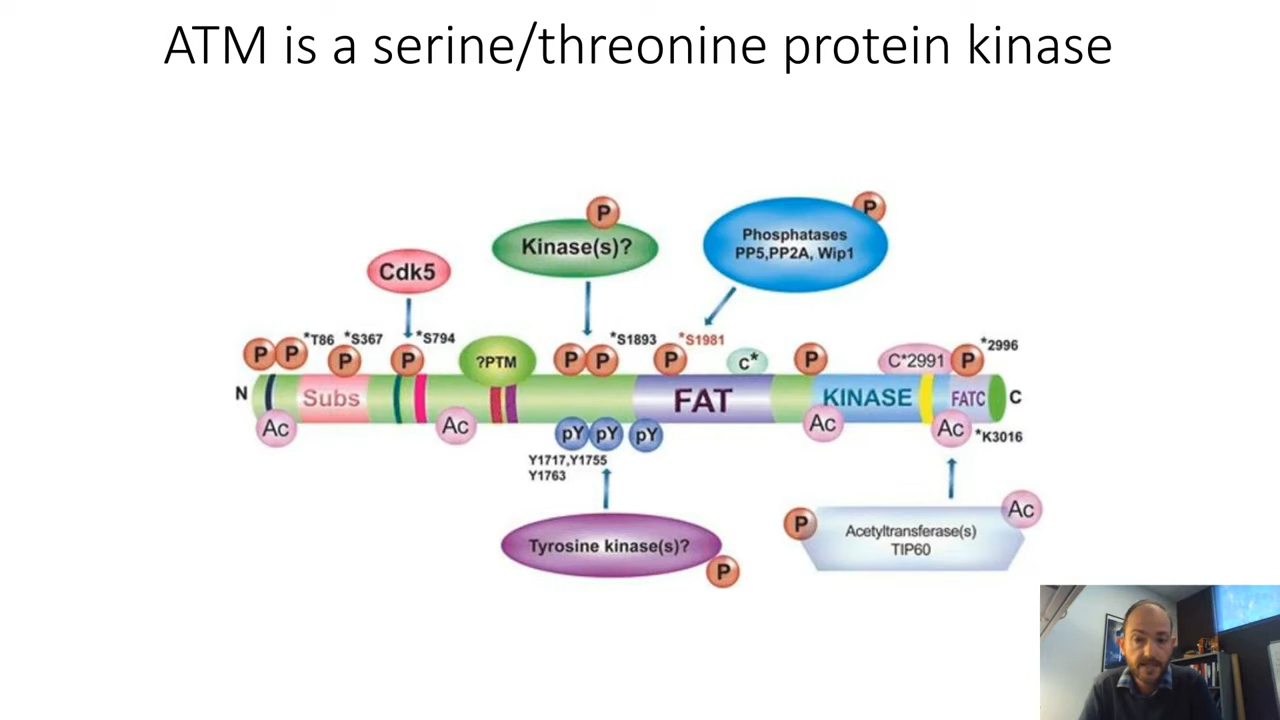 ATM is a serine/threonine protein kinase
P
Kinase(s)?
P
Phosphatases
PP5,PP2A, Wip1
Cdk5
*T86
*S367
*S794
*S1893
*S1981
*2996
P
P
P
P
?PTM
P
P
P
c*
P
C*2991
P
N
Subs
FAT
KINASE
FATC
C
Ac
Ac
pY
pY
pY
Ac
Ac
*K3016
Y1717,Y1755
Y1763
Tyrosine kinase(s)?
P
P
Ac
Acetyltransferase(s)
TIP60